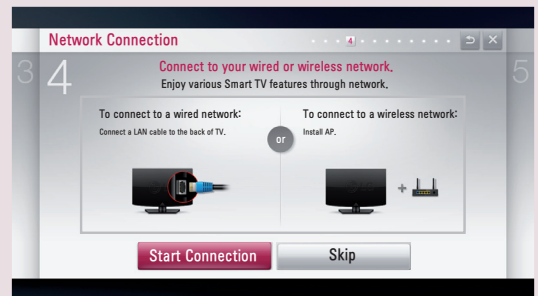 Network Connection
4
3
4
5
Connect to your wired or wireless network.
Enjoy various Smart TV features through network.
To connect to a wired network:
Connect a LAN cable to the back of TV.
or
To connect to a wireless network:
Install AP.
+
Start Connection
Skip